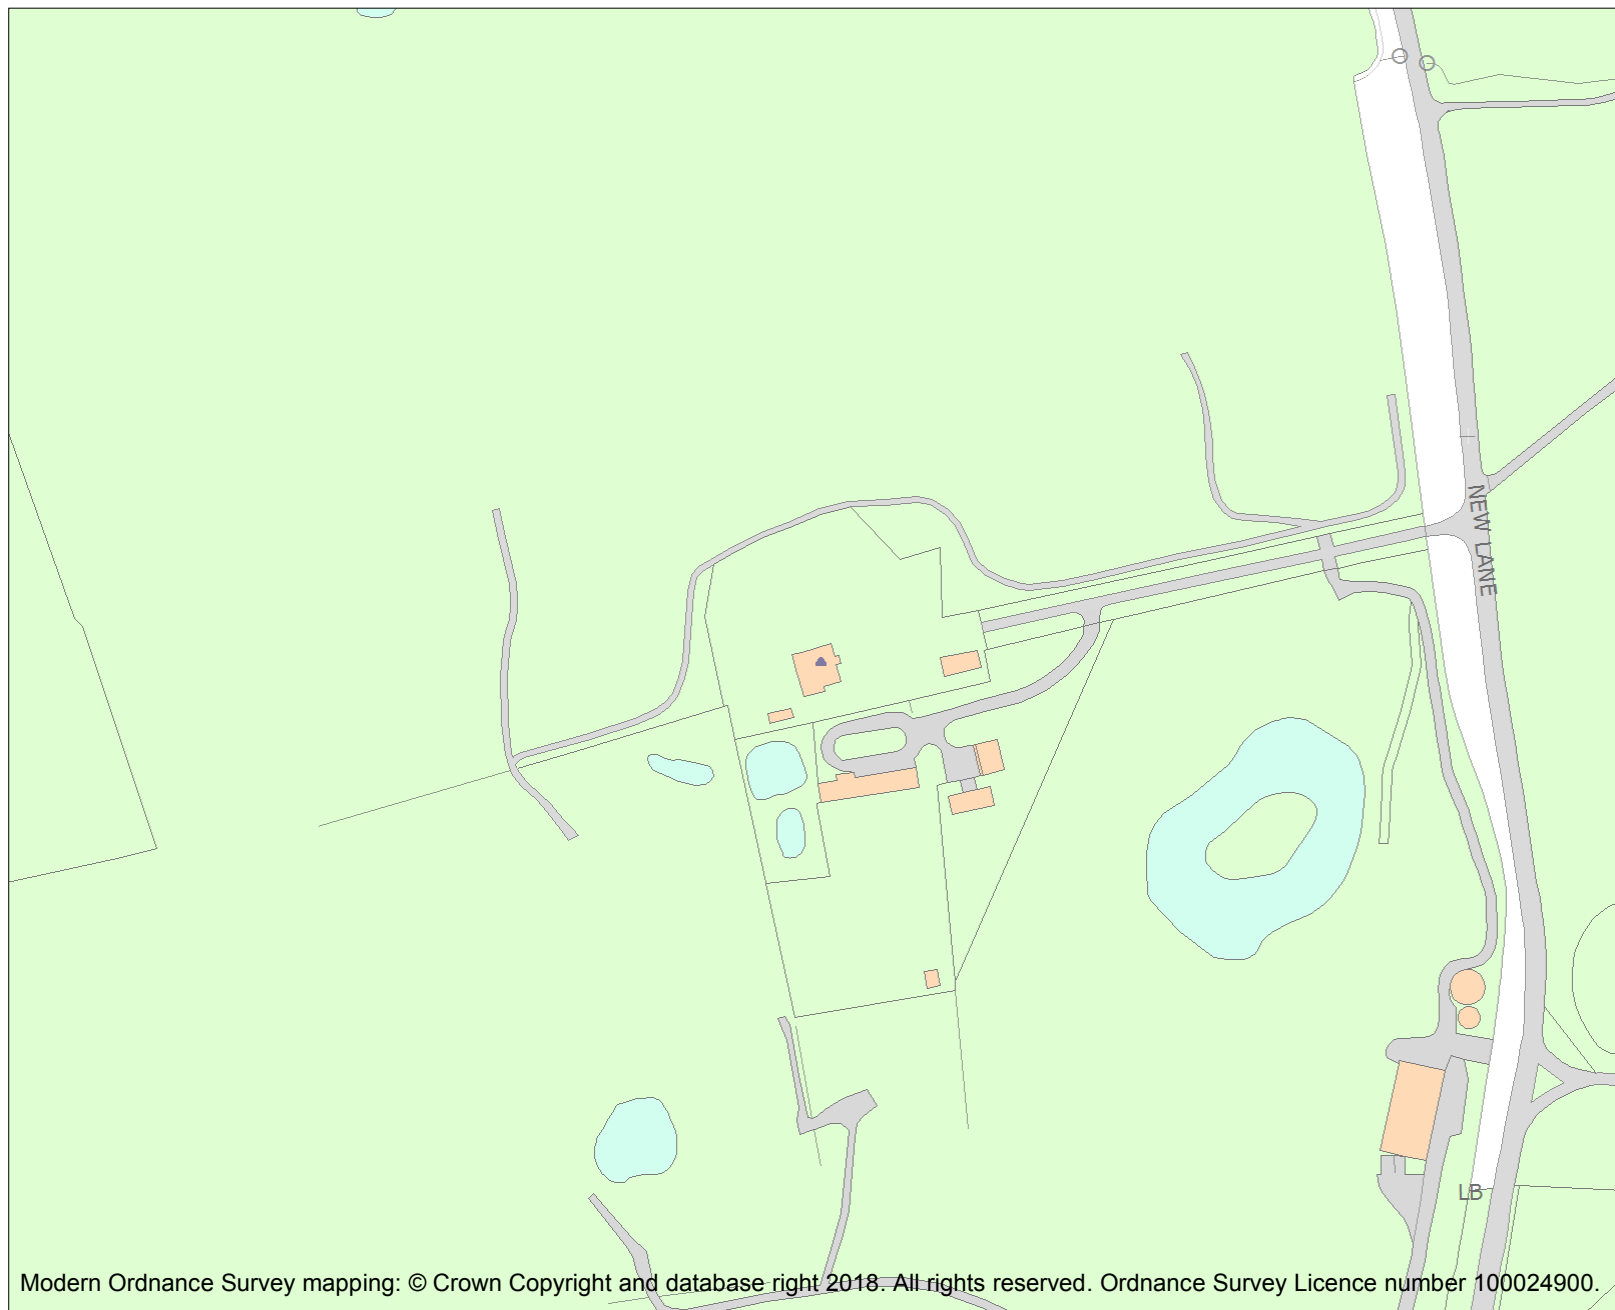 NEW LANE
LB
Modern Ordnance Survey mapping: © Crown Copyright and database right 2018. All rights reserved. Ordnance Survey Licence number 100024900.